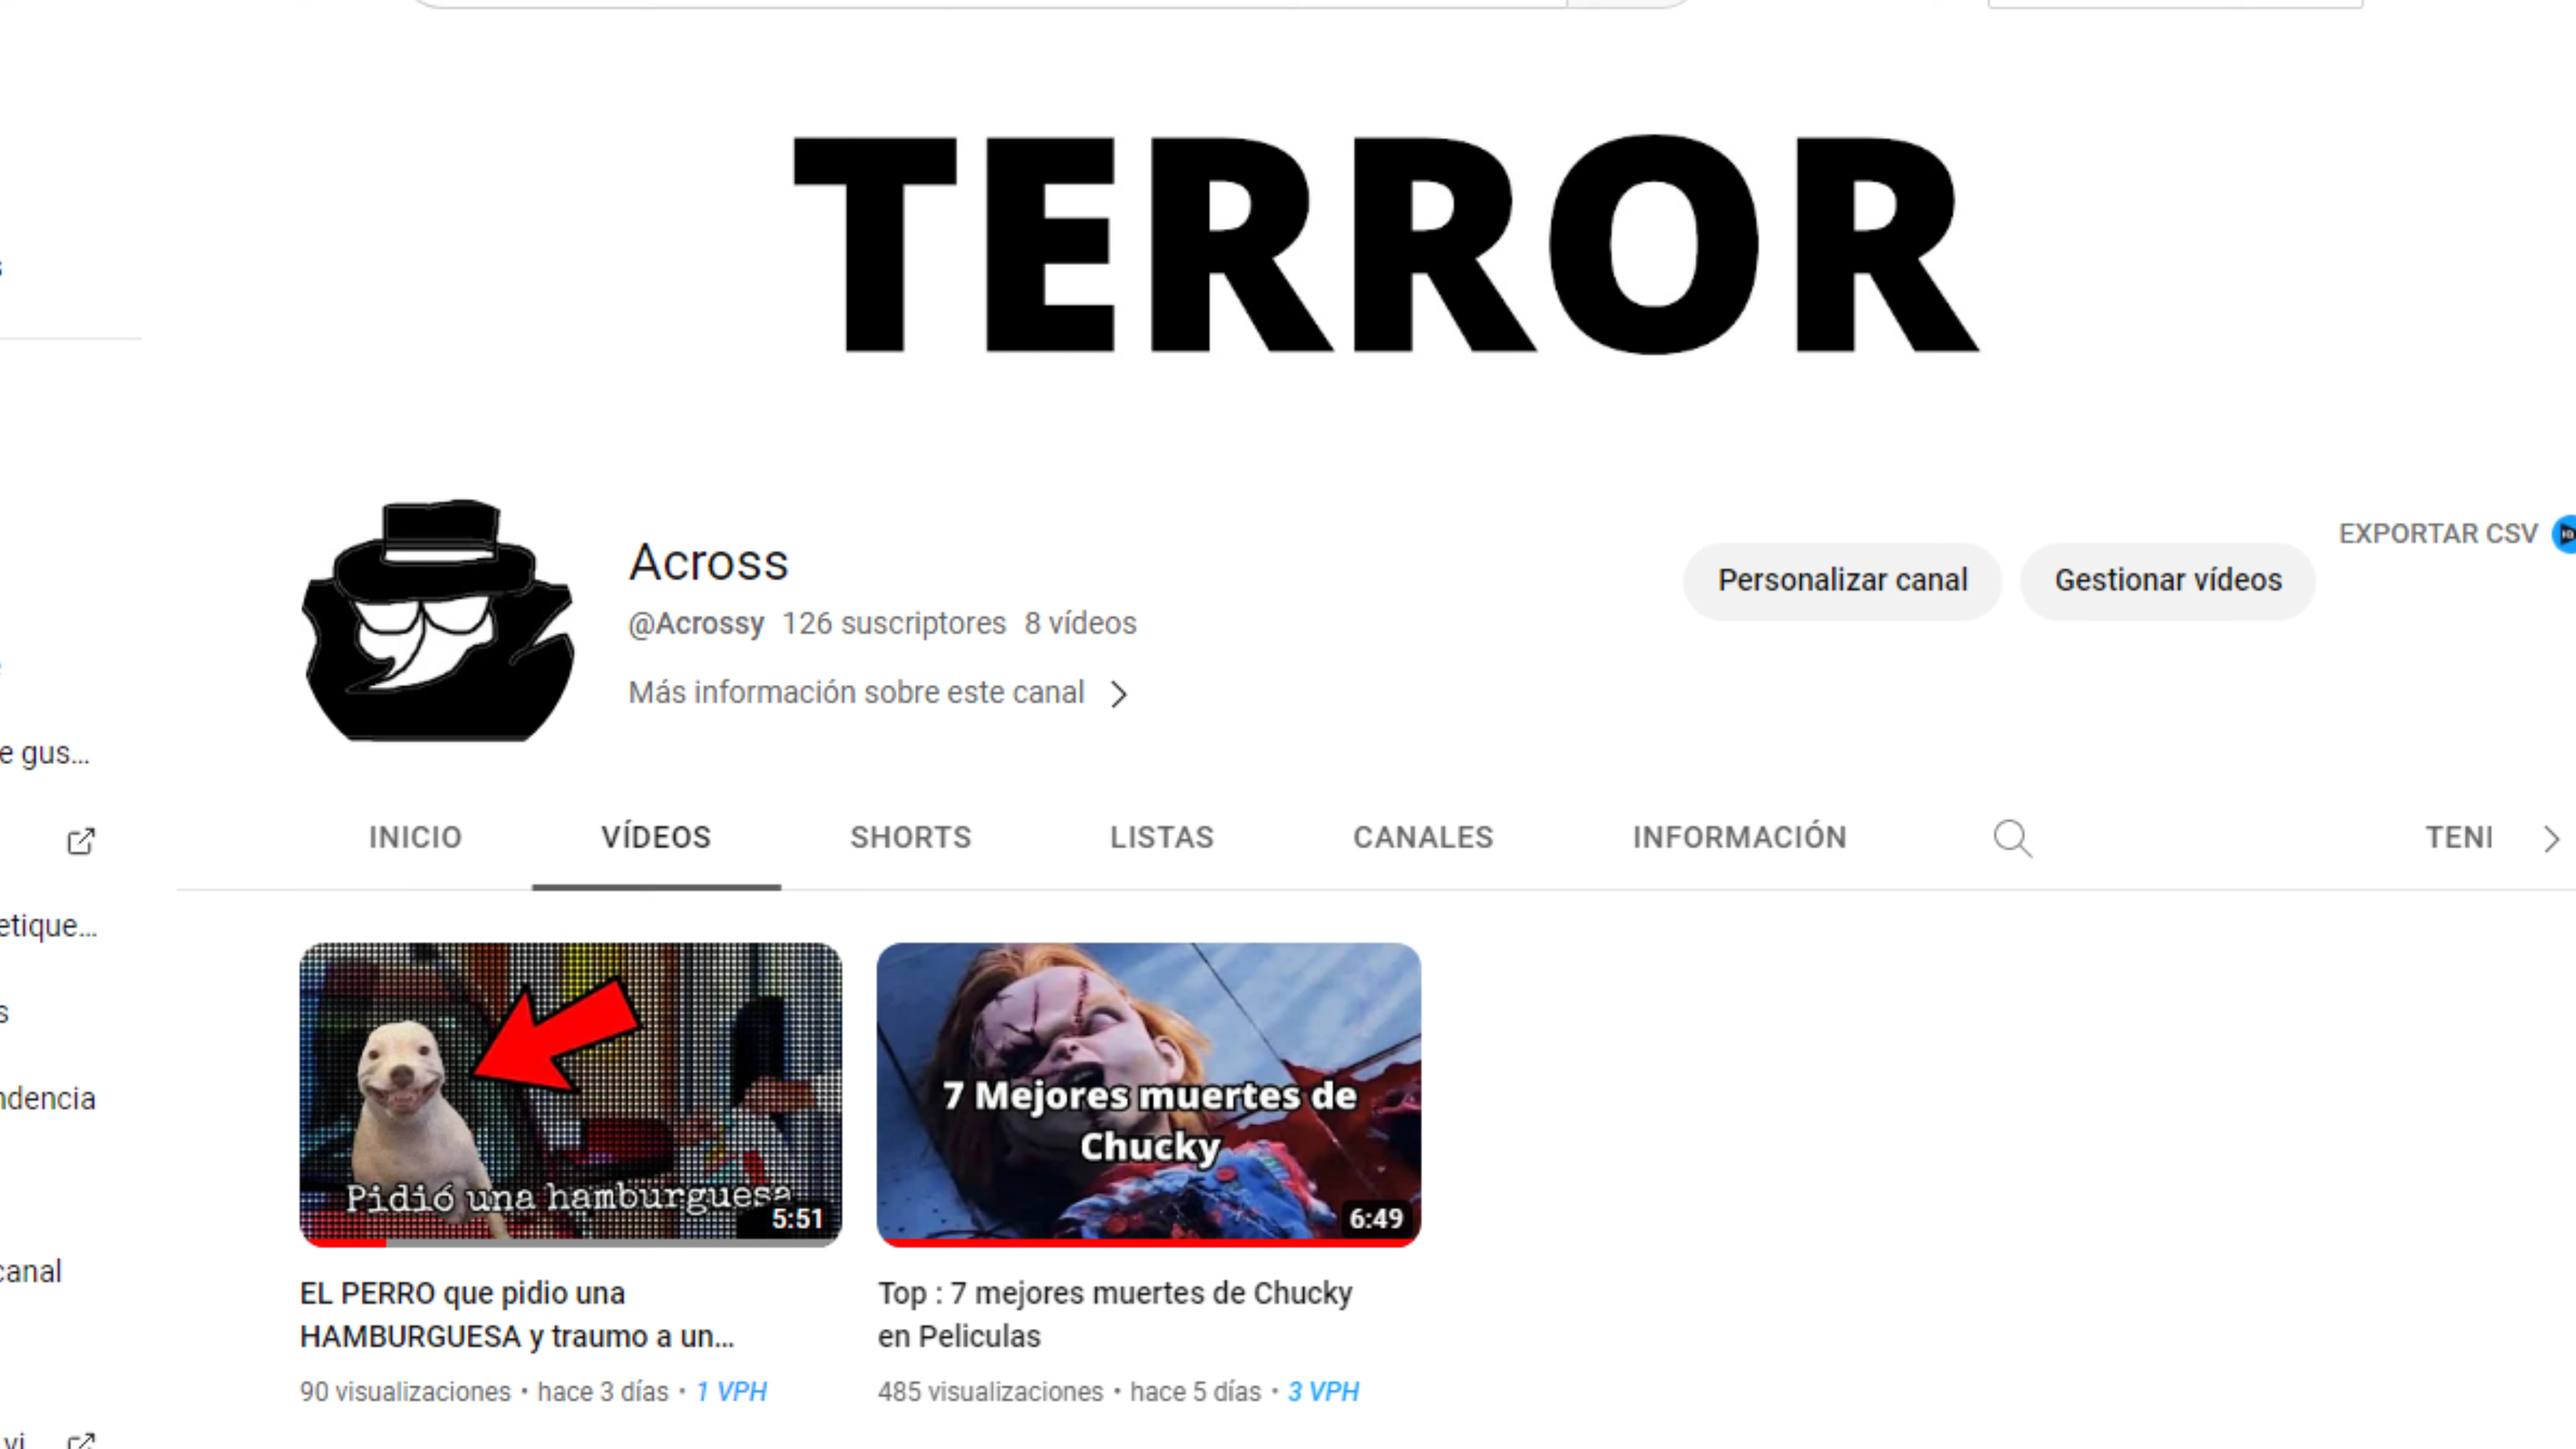 TERROR
Across
@Acrossy 126 suscriptores 8 vídeos
Más información sobre este canal
Personalizar canal
Gestionar vídeos
EXPORTAR CSV
INICIO VÍDEOS SHORTS LISTAS CANALES INFORMACIÓN TENI
e gus...
etique...
s
ndencia
canal
vi
Pidió una hamburguesa
5:51
7 Mejores muertes de
Chucky
6:49
EL PERRO que pidio una
HAMBURGUESA y traumo a un...
90 visualizaciones • hace 3 días • 1 VPH
Top : 7 mejores muertes de Chucky
en Peliculas
485 visualizaciones • hace 5 días • 3 VPH